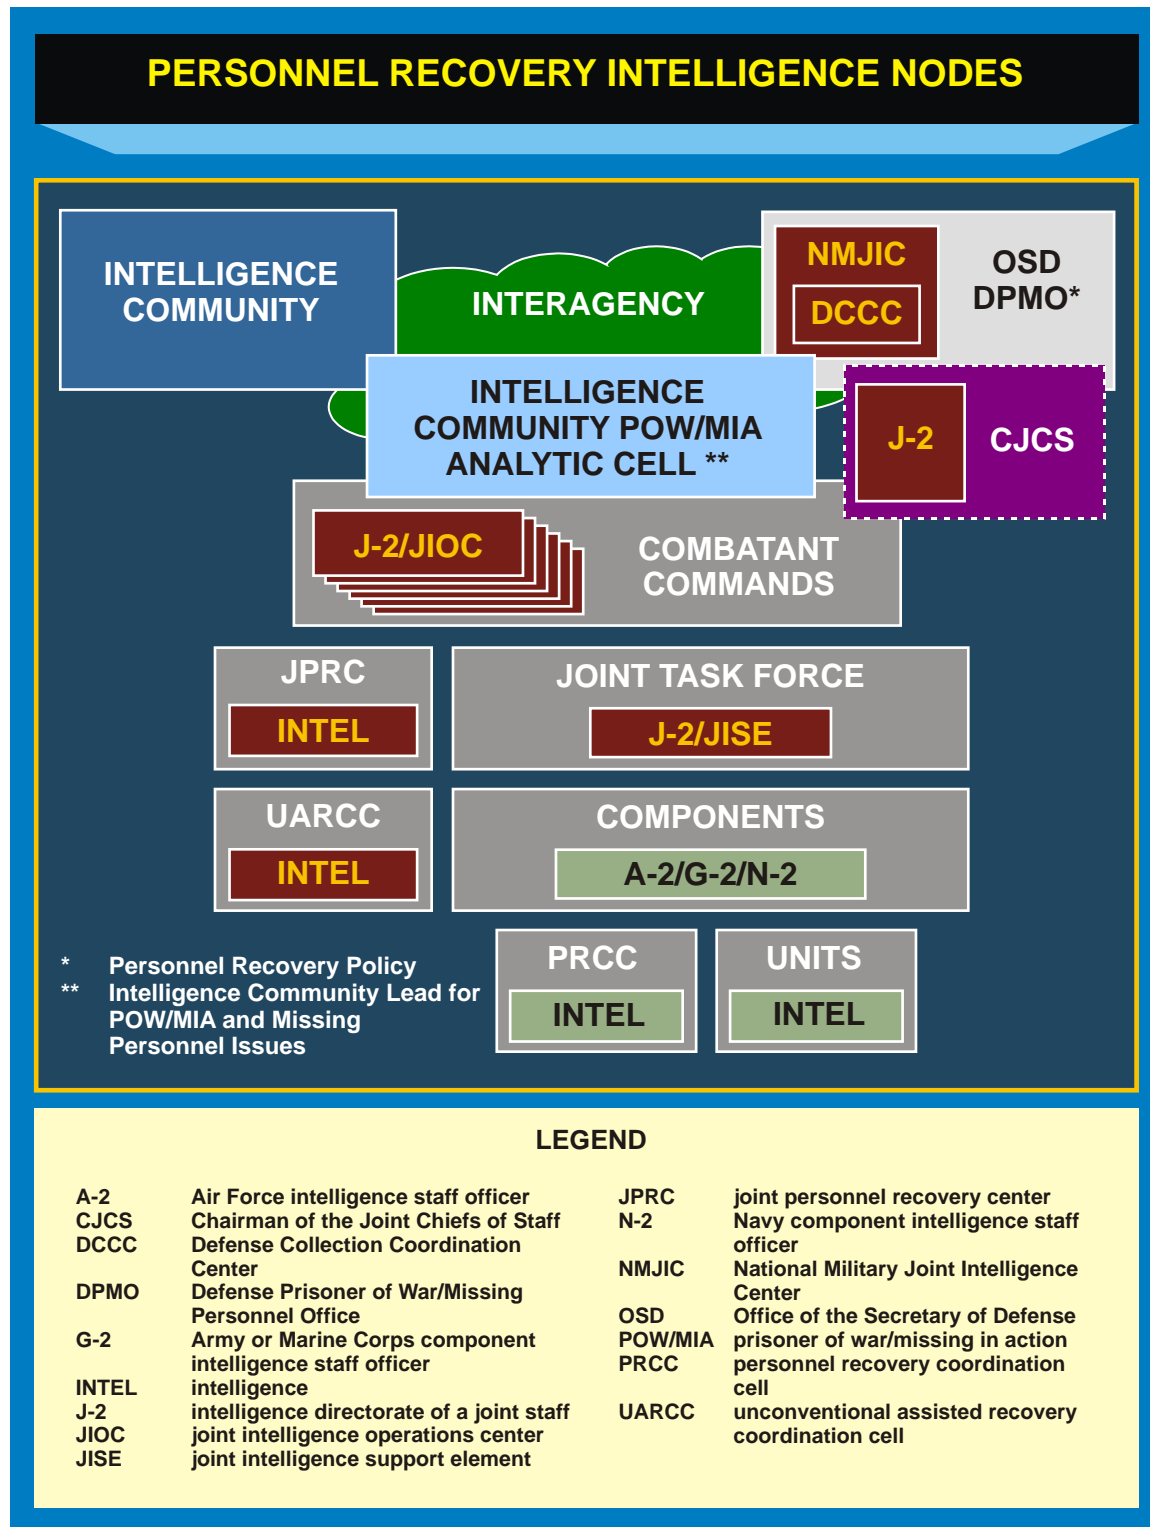 PERSONNEL RECOVERY INTELLIGENCE NODES
INTELLIGENCE
COMMUNITY
INTERAGENCY
NMJIC
DCCC
OSD
DPMO*
INTELLIGENCE
COMMUNITY POW/MIA
ANALYTIC CELL **
J-2
CJCS
J-2/JIOC
COMBATANT
COMMANDS
JPRC
INTEL
JOINT TASK FORCE
J-2/JISE
UARCC
INTEL
COMPONENTS
A-2/G-2/N-2
PRCC
INTEL
UNITS
INTEL
* Personnel Recovery Policy
** Intelligence Community Lead for
POW/MIA and Missing
Personnel Issues
LEGEND
A-2 Air Force intelligence staff officer
CJCS Chairman of the Joint Chiefs of Staff
DCCC Defense Collection Coordination
Center
DPMO Defense Prisoner of War/Missing
Personnel Office
G-2 Army or Marine Corps component
intelligence staff officer
INTEL intelligence
J-2 intelligence directorate of a joint staff
JIOC joint intelligence operations center
JISE joint intelligence support element
JPRC joint personnel recovery center
N-2 Navy component intelligence staff
officer
NMJIC National Military Joint Intelligence
Center
OSD Office of the Secretary of Defense
POW/MIA prisoner of war/missing in action
PRCC personnel recovery coordination
cell
UARCC unconventional assisted recovery
coordination cell